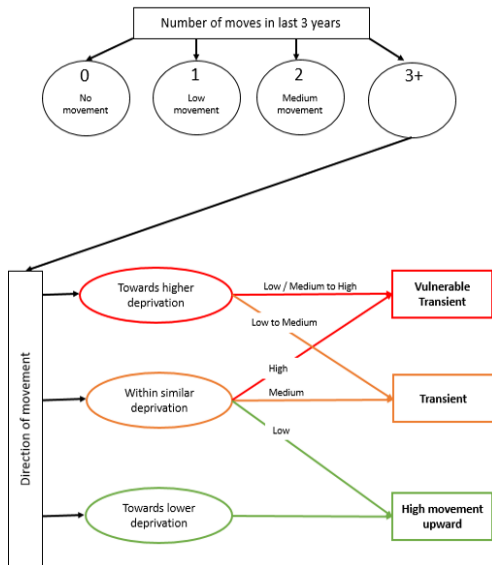 Number of moves in last 3 years
0
No
movement
1
Low
movement
2
Medium
movement
3+
Direction of movement
Towards higher
deprivation
Low / Medium to High
Vulnerable
Transient
Low to Medium
High
Within similar
deprivation
Medium
Transient
Low
Towards lower
deprivation
High movement
upward